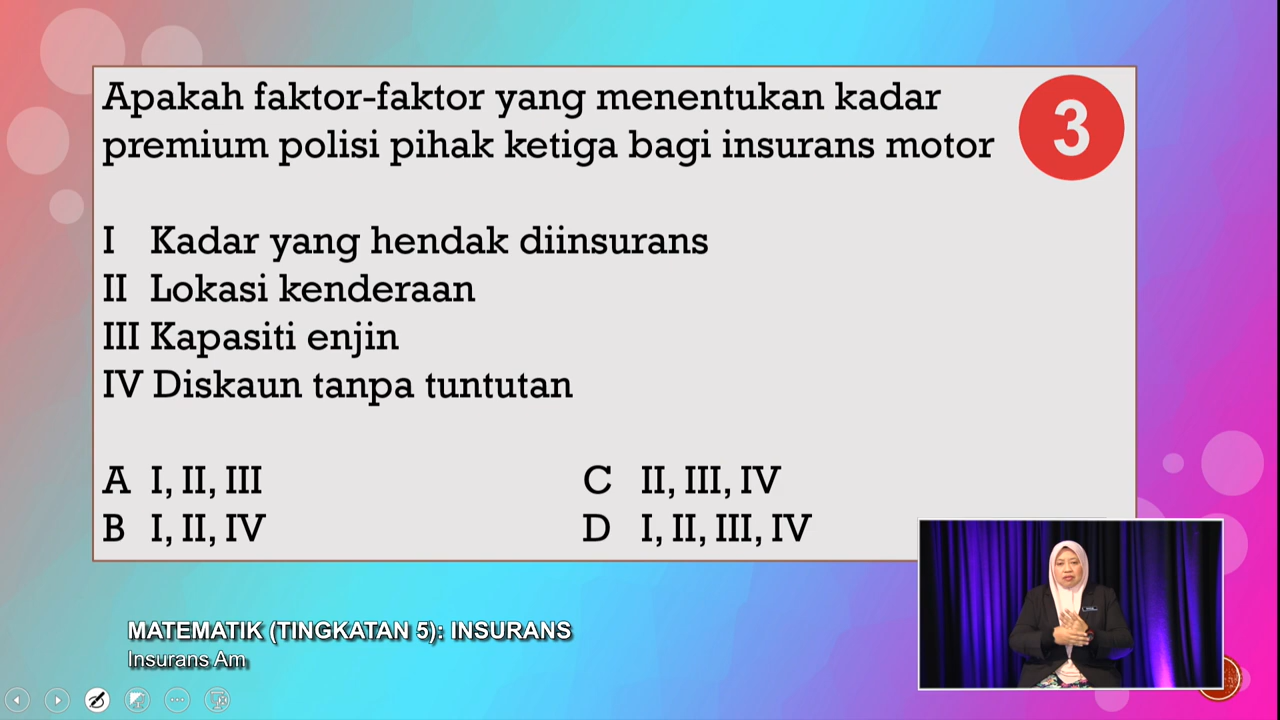 Apakah faktor-faktor yang menentukan kadar
premium polisi pihak ketiga bagi insurans motor
3
I Kadar yang hendak diinsurans
II Lokasi kenderaan
III Kapasiti enjin
IV Diskaun tanpa tuntutan
A I, II, III
B I, II, IV
C II, III, IV
D I, II, III, IV
MATEMATIK (TINGKATAN 5): INSURANS
Insurans Am